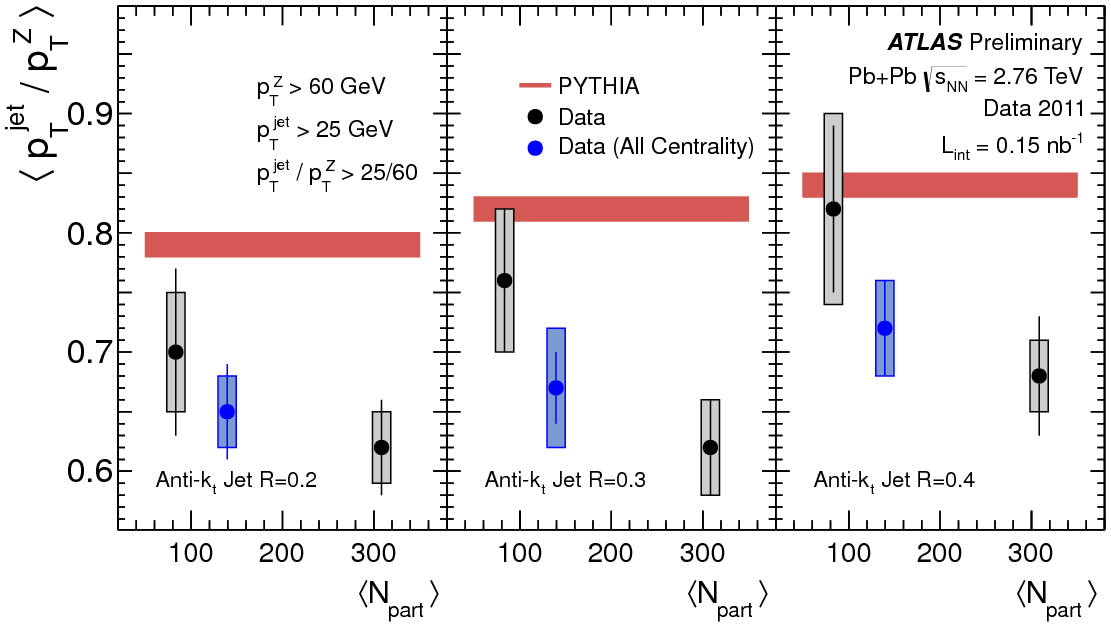 ⟨ p_T^jet / p_T^Z ⟩
0.9
0.8
0.7
0.6
p_T^Z > 60 GeV
p_T^jet > 25 GeV
p_T^jet / p_T^Z > 25/60
Anti-k_t Jet R=0.2
PYTHIA
Data
Data (All Centrality)
Anti-k_t Jet R=0.3
ATLAS Preliminary
Pb+Pb √s_NN = 2.76 TeV
Data 2011
L_int = 0.15 nb^-1
Anti-k_t Jet R=0.4
100 200 300 100 200 300 100 200 300
⟨N_part⟩ ⟨N_part⟩ ⟨N_part⟩